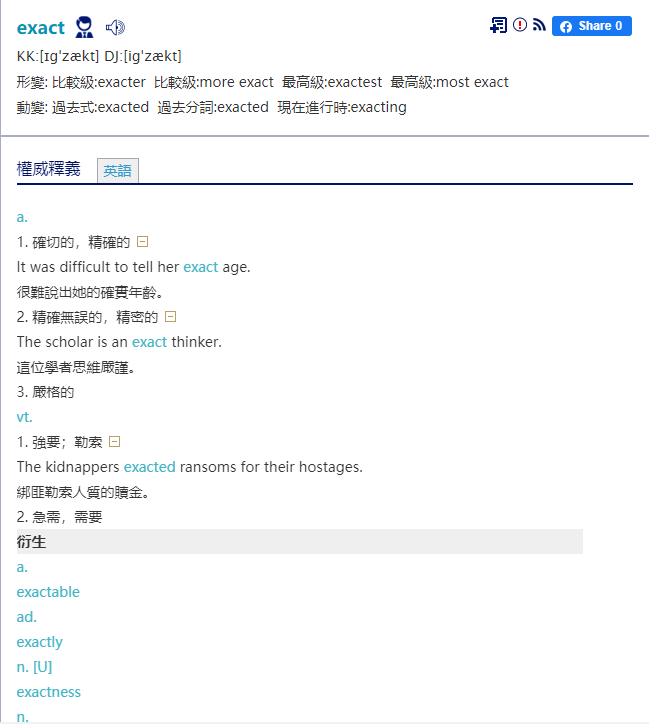 exact
Share 0
KK:[ɪgˈzækt] DJ:[igˈzækt]
形變: 比較級:exacter 比較級:more exact 最高級:exactest 最高級:most exact
動變: 過去式:exacted 過去分詞:exacted 現在進行時:exacting
權威釋義 英語
a.
1. 確切的，精確的
It was difficult to tell her exact age.
很難說出她的確實年齡。
2. 精確無誤的，精密的
The scholar is an exact thinker.
這位學者思維嚴謹。
3. 嚴格的
vt.
1. 強要；勒索
The kidnappers exacted ransoms for their hostages.
綁匪勒索人質的贖金。
2. 急需，需要
衍生
a.
exactable
ad.
exactly
n. [U]
exactness
n.